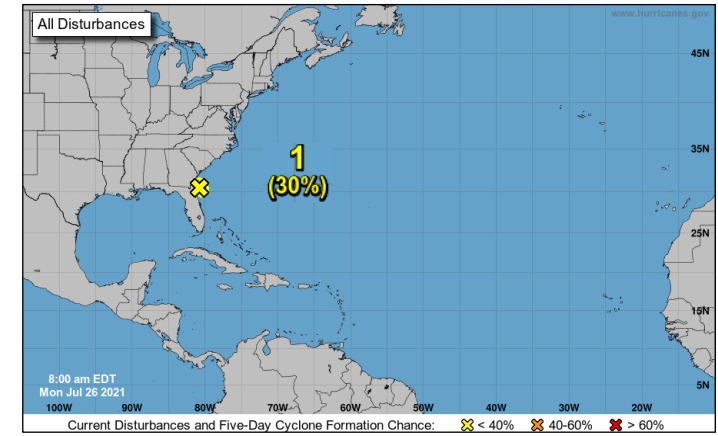 All Disturbances
www.hurricanes.gov
45N
35N
1
(30%)
25N
15N
8:00 am EDT
Mon Jul 26 2021
5N
100W 90W 80W 70W 60W 50W 40W 30W 20W 10W
Current Disturbances and Five-Day Cyclone Formation Chance: < 40% 40-60% > 60%